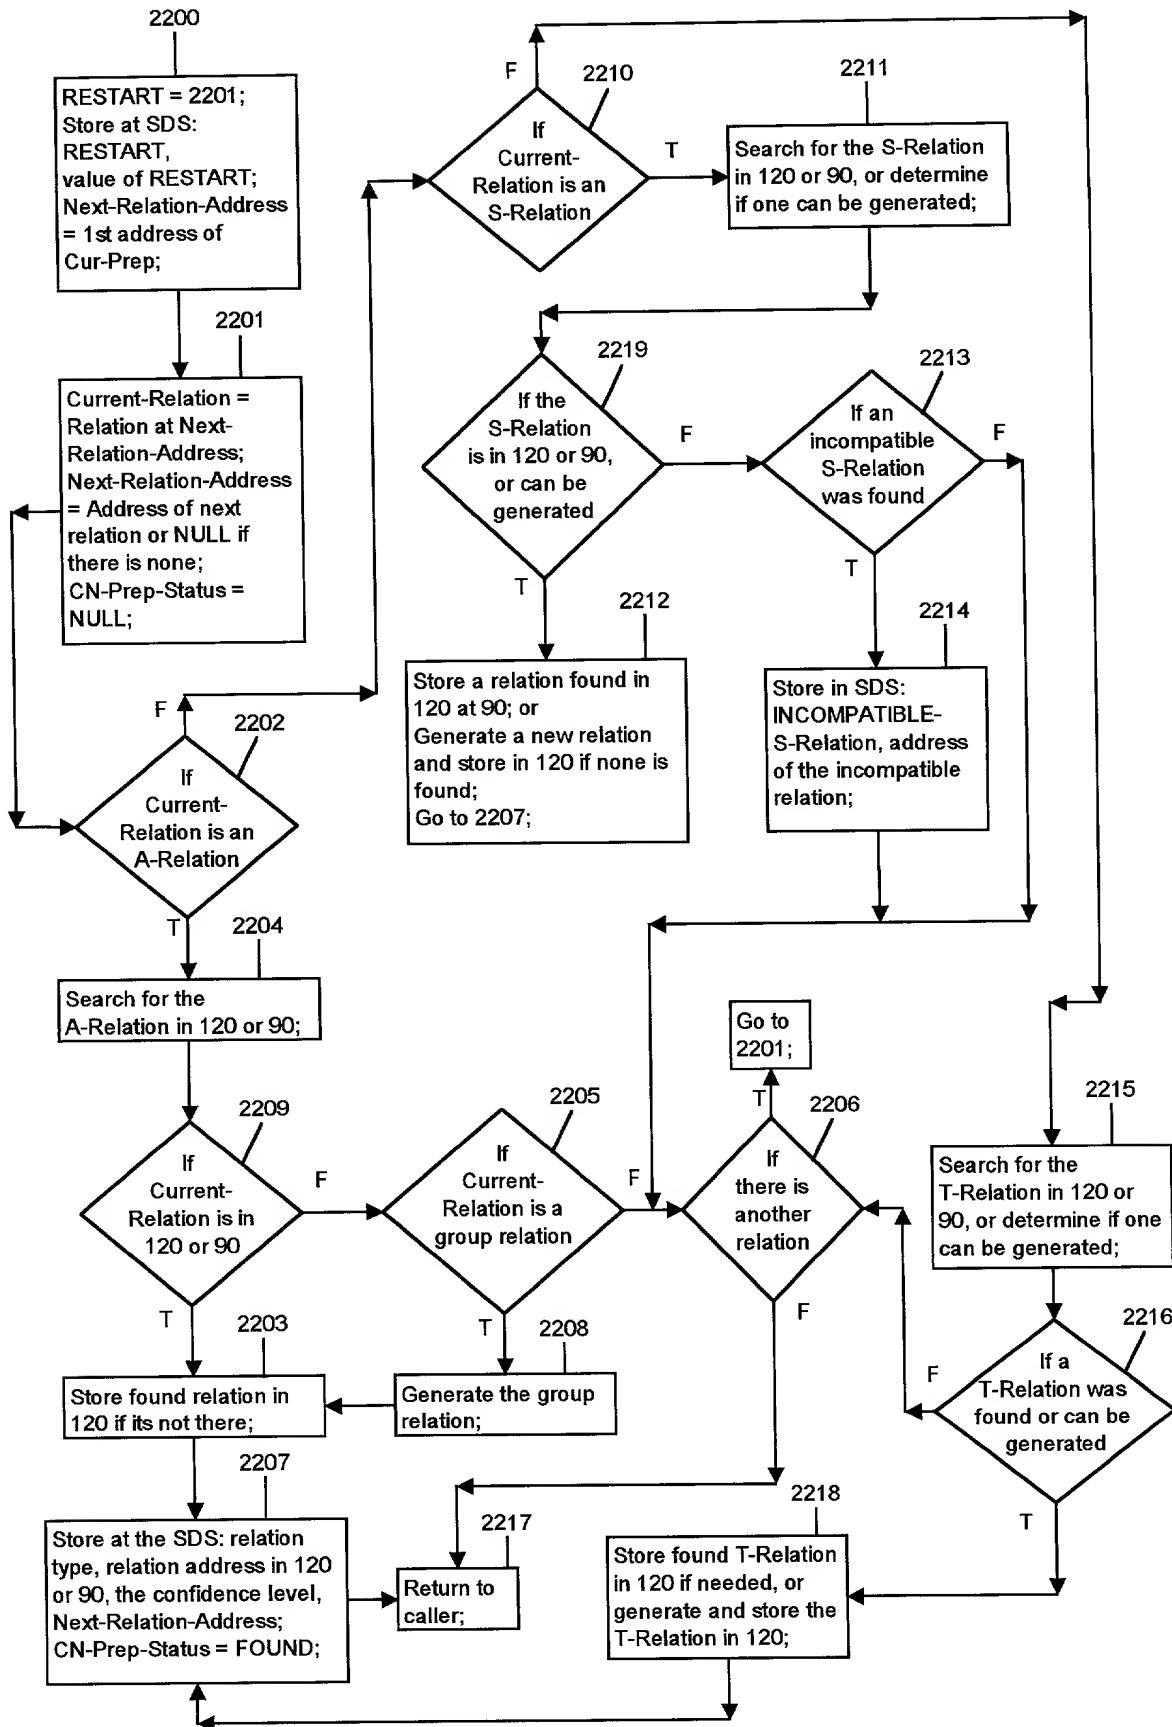 2200
RESTART = 2201;
Store at SDS:
RESTART,
value of RESTART;
Next-Relation-Address
= 1st address of
Cur-Prep;
2201
Current-Relation =
Relation at Next-
Relation-Address;
Next-Relation-Address
= Address of next
relation or NULL if
there is none;
CN-Prep-Status =
NULL;
F
2202
If
Current-
Relation is an
A-Relation
T
2204
Search for the
A-Relation in 120 or 90;
2209
If
Current-
Relation is in
120 or 90
F
T
2203
Store found relation in
120 if its not there;
2207
Store at the SDS: relation
type, relation address in 120
or 90, the confidence level,
Next-Relation-Address;
CN-Prep-Status = FOUND;
2205
If
Current-
Relation is a
group relation
F
T
2208
Generate the group
relation;
2217
Return to
caller;
F
2210
If
Current-
Relation is an
S-Relation
T
2211
Search for the S-Relation
in 120 or 90, or determine
if one can be generated;
2219
If the
S-Relation
is in 120 or 90,
or can be
generated
F
T
2212
Store a relation found in
120 at 90; or
Generate a new relation
and store in 120 if none is
found;
Go to 2207;
2213
If an
incompatible
S-Relation
was found
F
T
2214
Store in SDS:
INCOMPATIBLE-
S-Relation, address
of the incompatible
relation;
Go to
2201;
T
2206
If
there is
another
relation
F
2215
Search for the
T-Relation in 120 or
90, or determine if one
can be generated;
2216
If a
T-Relation was
found or can be
generated
F
T
2218
Store found T-Relation
in 120 if needed, or
generate and store the
T-Relation in 120;